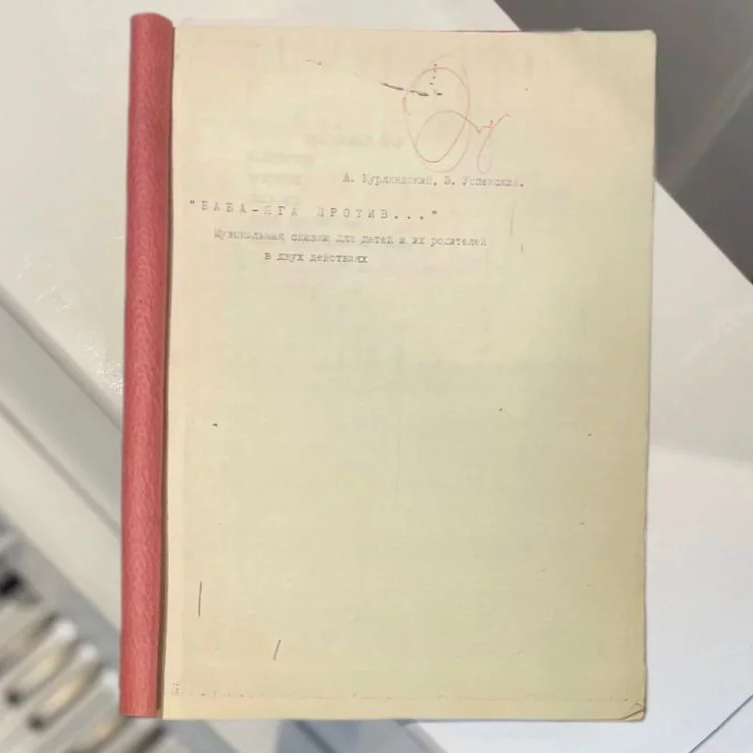 А. Курляндский, Э. Успенский.
"БАБА-ЯГА ПРОТИВ..."
Музыкальная сказка для детей и их родителей
в двух действиях